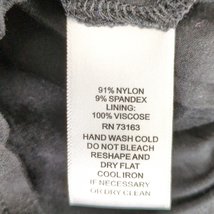 91% NYLON
9% SPANDEX
LINING:
100% VISCOSE
RN 73163
HAND WASH COLD
DO NOT BLEACH
RESHAPE AND
DRY FLAT
COOL IRON
IF NECESSARY
OR DRY CLEAN